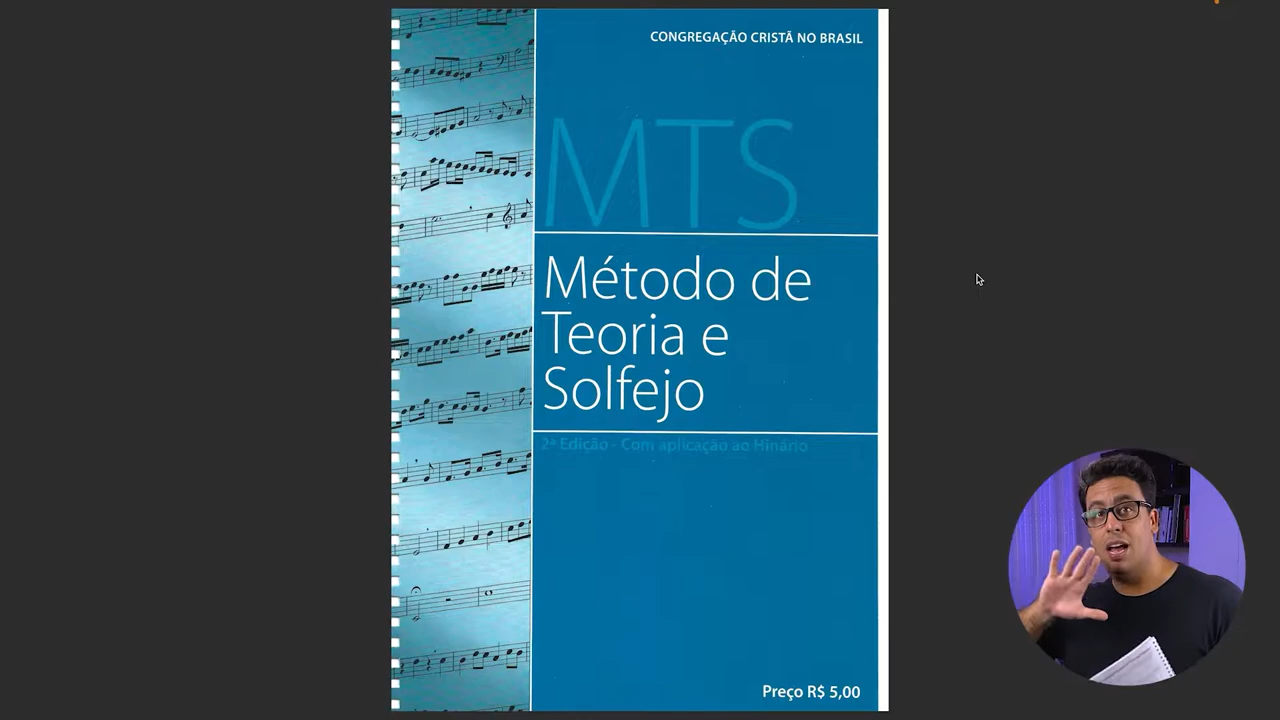 CONGREGAÇÃO CRISTÃ NO BRASIL
MTS
Método de
Teoria e
Solfejo
2ª Edição - Com aplicação ao Hinário
Preço R$ 5,00